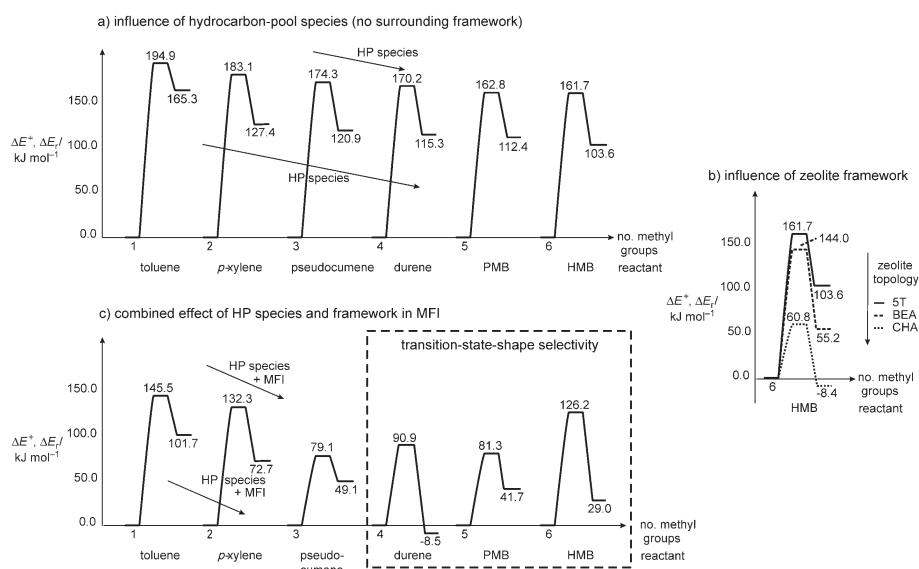 a) influence of hydrocarbon-pool species (no surrounding framework)
HP species
194.9
183.1
174.3
170.2
162.8
161.7
165.3
127.4
120.9
115.3
112.4
103.6
150.0
ΔE‡, ΔEr/
kJ mol⁻¹
100.0
50.0
0.0
HP species
1 2 3 4 5 6
no. methyl
groups
toluene p-xylene pseudocumene durene PMB HMB reactant
b) influence of zeolite framework
161.7
144.0
150.0
zeolite
topology
100.0
103.6
ΔE‡, ΔEr/
kJ mol⁻¹
5T
BEA
CHA
60.8
50.0
55.2
0.0
-8.4
6
no. methyl
groups
HMB reactant
c) combined effect of HP species and framework in MFI
transition-state-shape selectivity
HP species
+ MFI
145.5
132.3
79.1
90.9
81.3
126.2
150.0
ΔE‡, ΔEr/
kJ mol⁻¹
100.0
101.7
72.7
49.1
-8.5
41.7
29.0
HP species
+ MFI
50.0
0.0
1 2 3 4 5 6
no. methyl
groups
toluene p-xylene pseudo- durene PMB HMB reactant